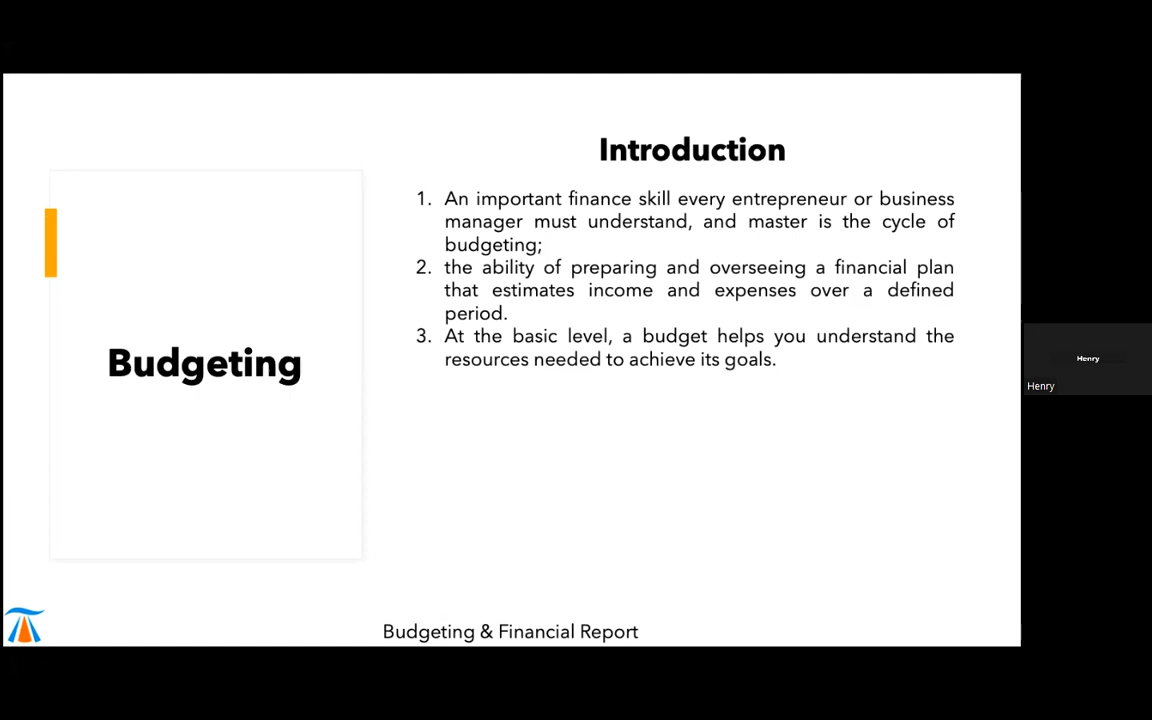 Introduction
1. An important finance skill every entrepreneur or business
manager must understand, and master is the cycle of
budgeting;
2. the ability of preparing and overseeing a financial plan
that estimates income and expenses over a defined
period.
3. At the basic level, a budget helps you understand the
resources needed to achieve its goals.
Budgeting
Budgeting & Financial Report
Henry
Henry